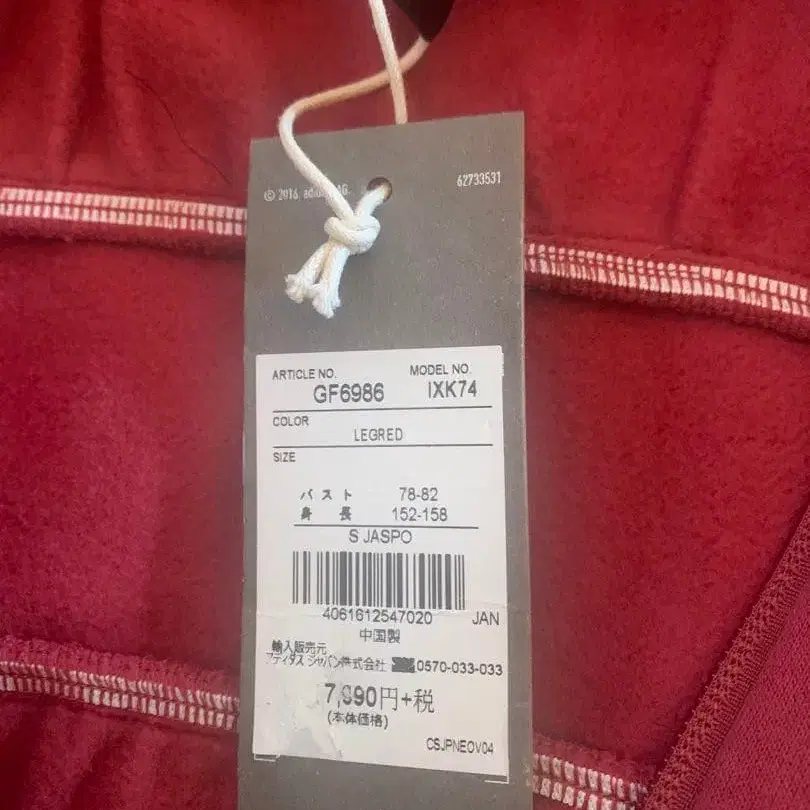 © 2016 adidas AG.
62733531
ARTICLE NO. MODEL NO.
GF6986 IXK74
COLOR
LEGRED
SIZE
バスト 78-82
身長 152-158
S JASPO
4061612547020 JAN
中国製
輸入販売元
アディダス ジャパン株式会社 0570-033-033
7,990円+税
(本体価格)
CSJPNEOV04